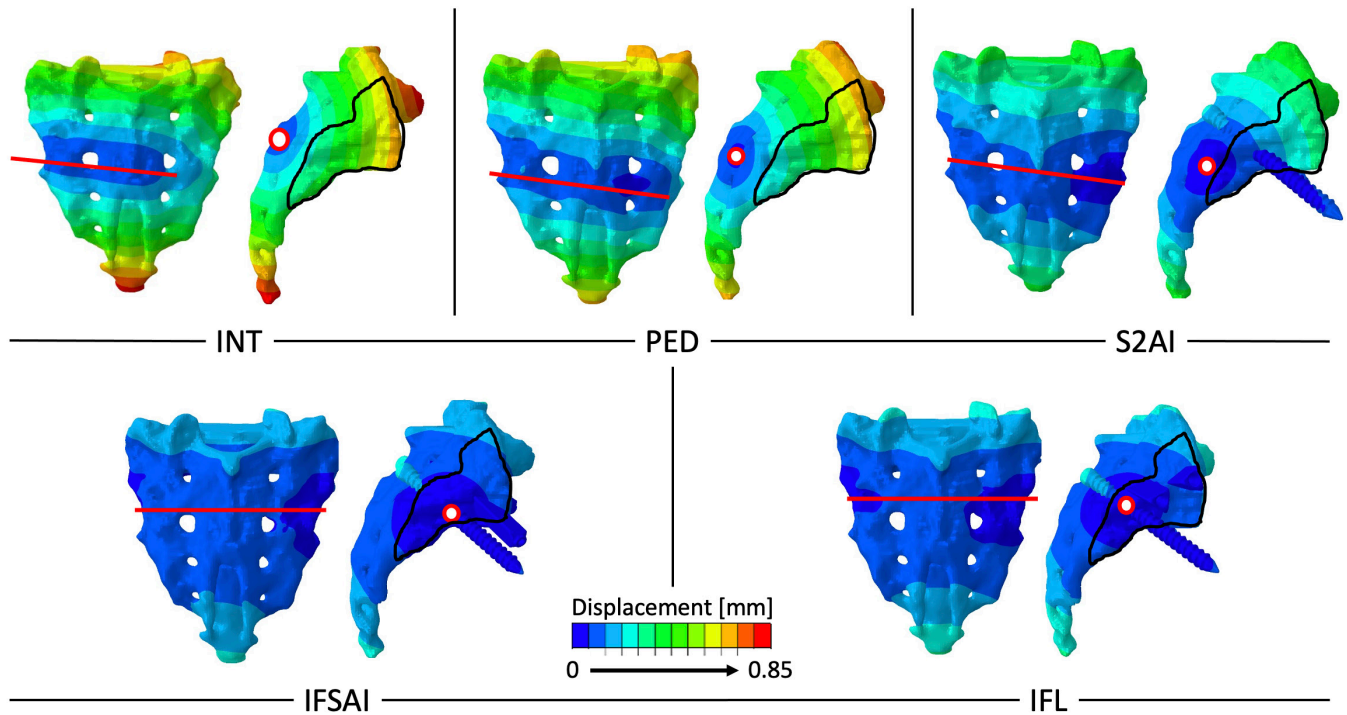 INT
PED
S2AI
Displacement [mm]
0
0.85
IFSAI
IFL